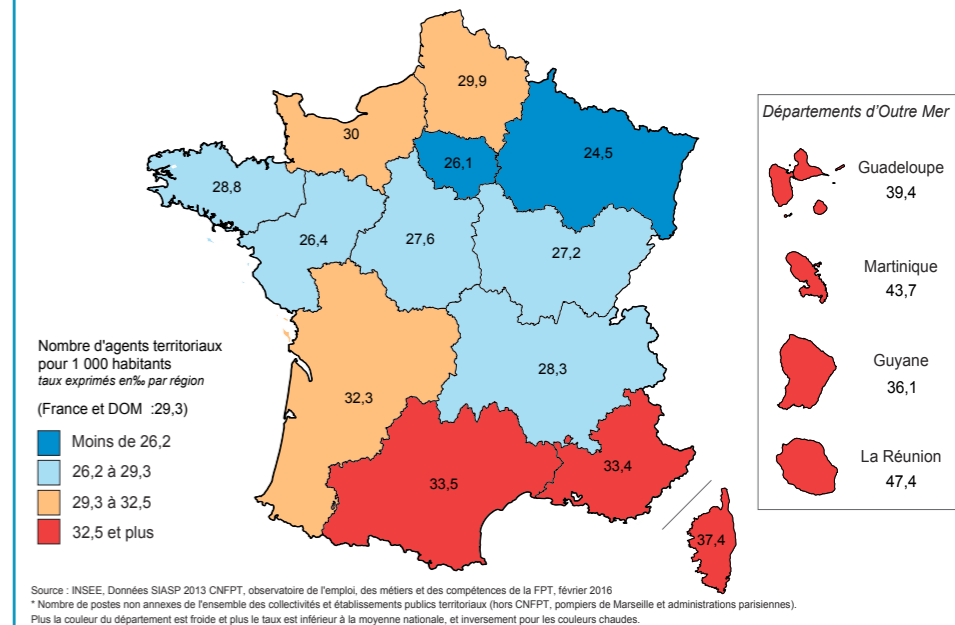 29,9
30
26,1
24,5
28,8
26,4
27,6
27,2
28,3
32,3
33,5
33,4
37,4
Départements d'Outre Mer
Guadeloupe
39,4
Martinique
43,7
Guyane
36,1
La Réunion
47,4
Nombre d'agents territoriaux
pour 1 000 habitants
taux exprimés en‰ par région
(France et DOM :29,3)
Moins de 26,2
26,2 à 29,3
29,3 à 32,5
32,5 et plus
Source : INSEE, Données SIASP 2013 CNFPT, observatoire de l'emploi, des métiers et des compétences de la FPT, février 2016
* Nombre de postes non annexes de l'ensemble des collectivités et établissements publics territoriaux (hors CNFPT, pompiers de Marseille et administrations parisiennes).
Plus la couleur du département est froide et plus le taux est inférieur à la moyenne nationale, et inversement pour les couleurs chaudes.